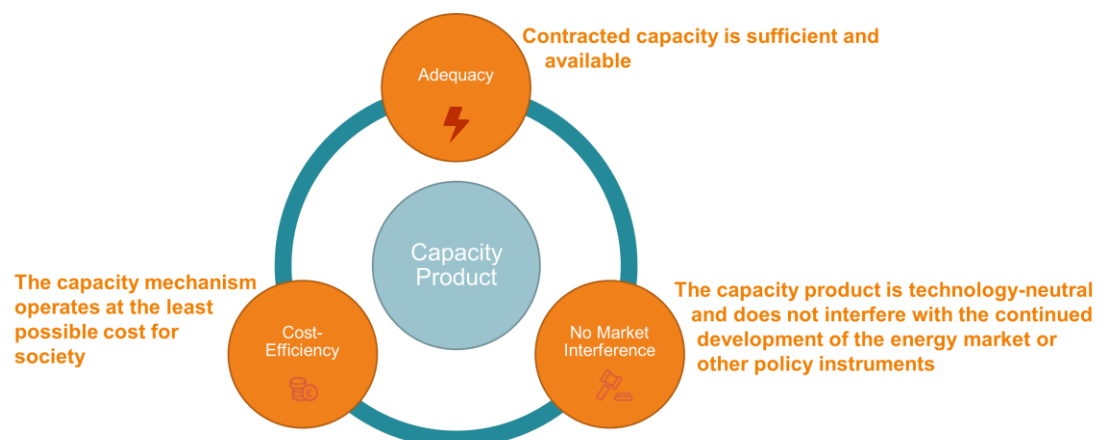 Contracted capacity is sufficient and
available
Adequacy
Capacity
Product
The capacity mechanism
operates at the least
possible cost for
society
Cost-
Efficiency
No Market
Interference
The capacity product is technology-neutral
and does not interfere with the continued
development of the energy market or
other policy instruments